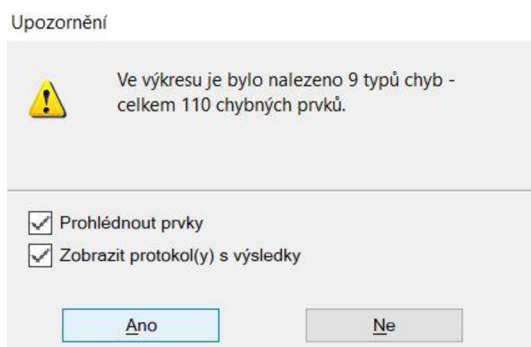 Upozornění
Ve výkresu je bylo nalezeno 9 typů chyb -
celkem 110 chybných prvků.
Prohlédnout prvky
Zobrazit protokol(y) s výsledky
Ano
Ne